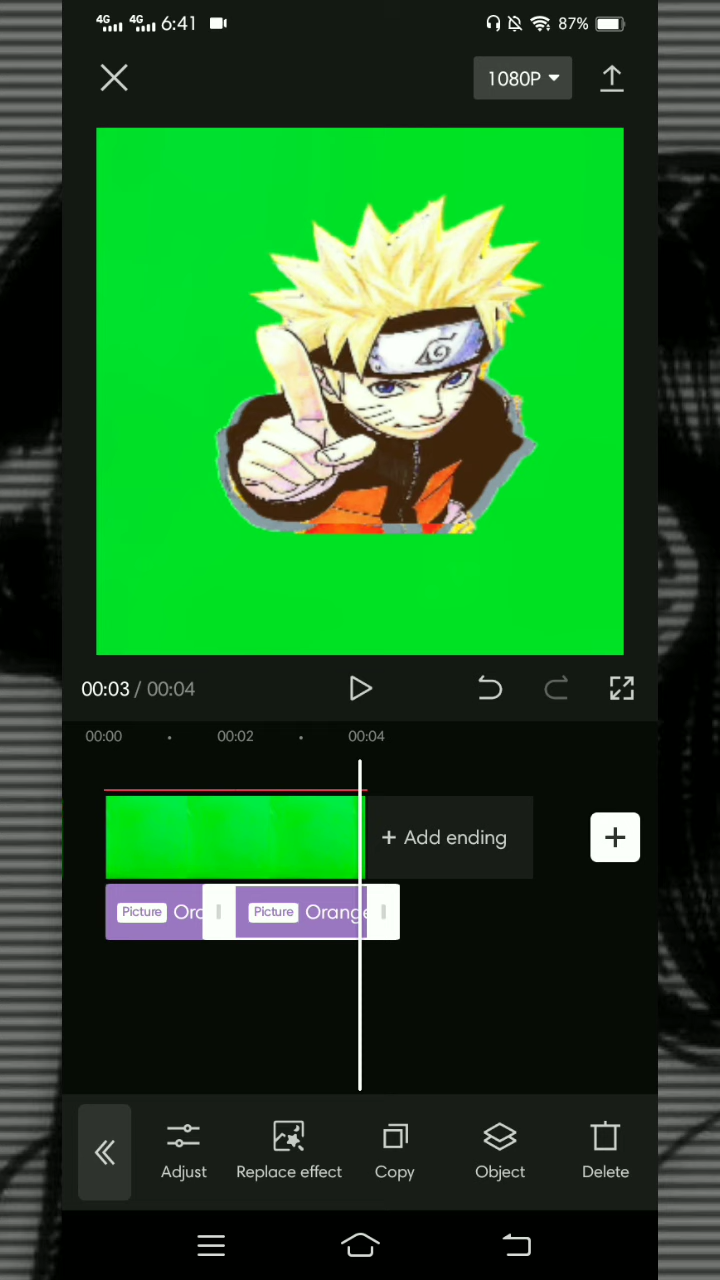 4G 4G 6:41 87%
1080P
00:03 / 00:04
00:00 00:02 00:04
+ Add ending
Picture Ora Picture Orange
Adjust Replace effect Copy Object Delete